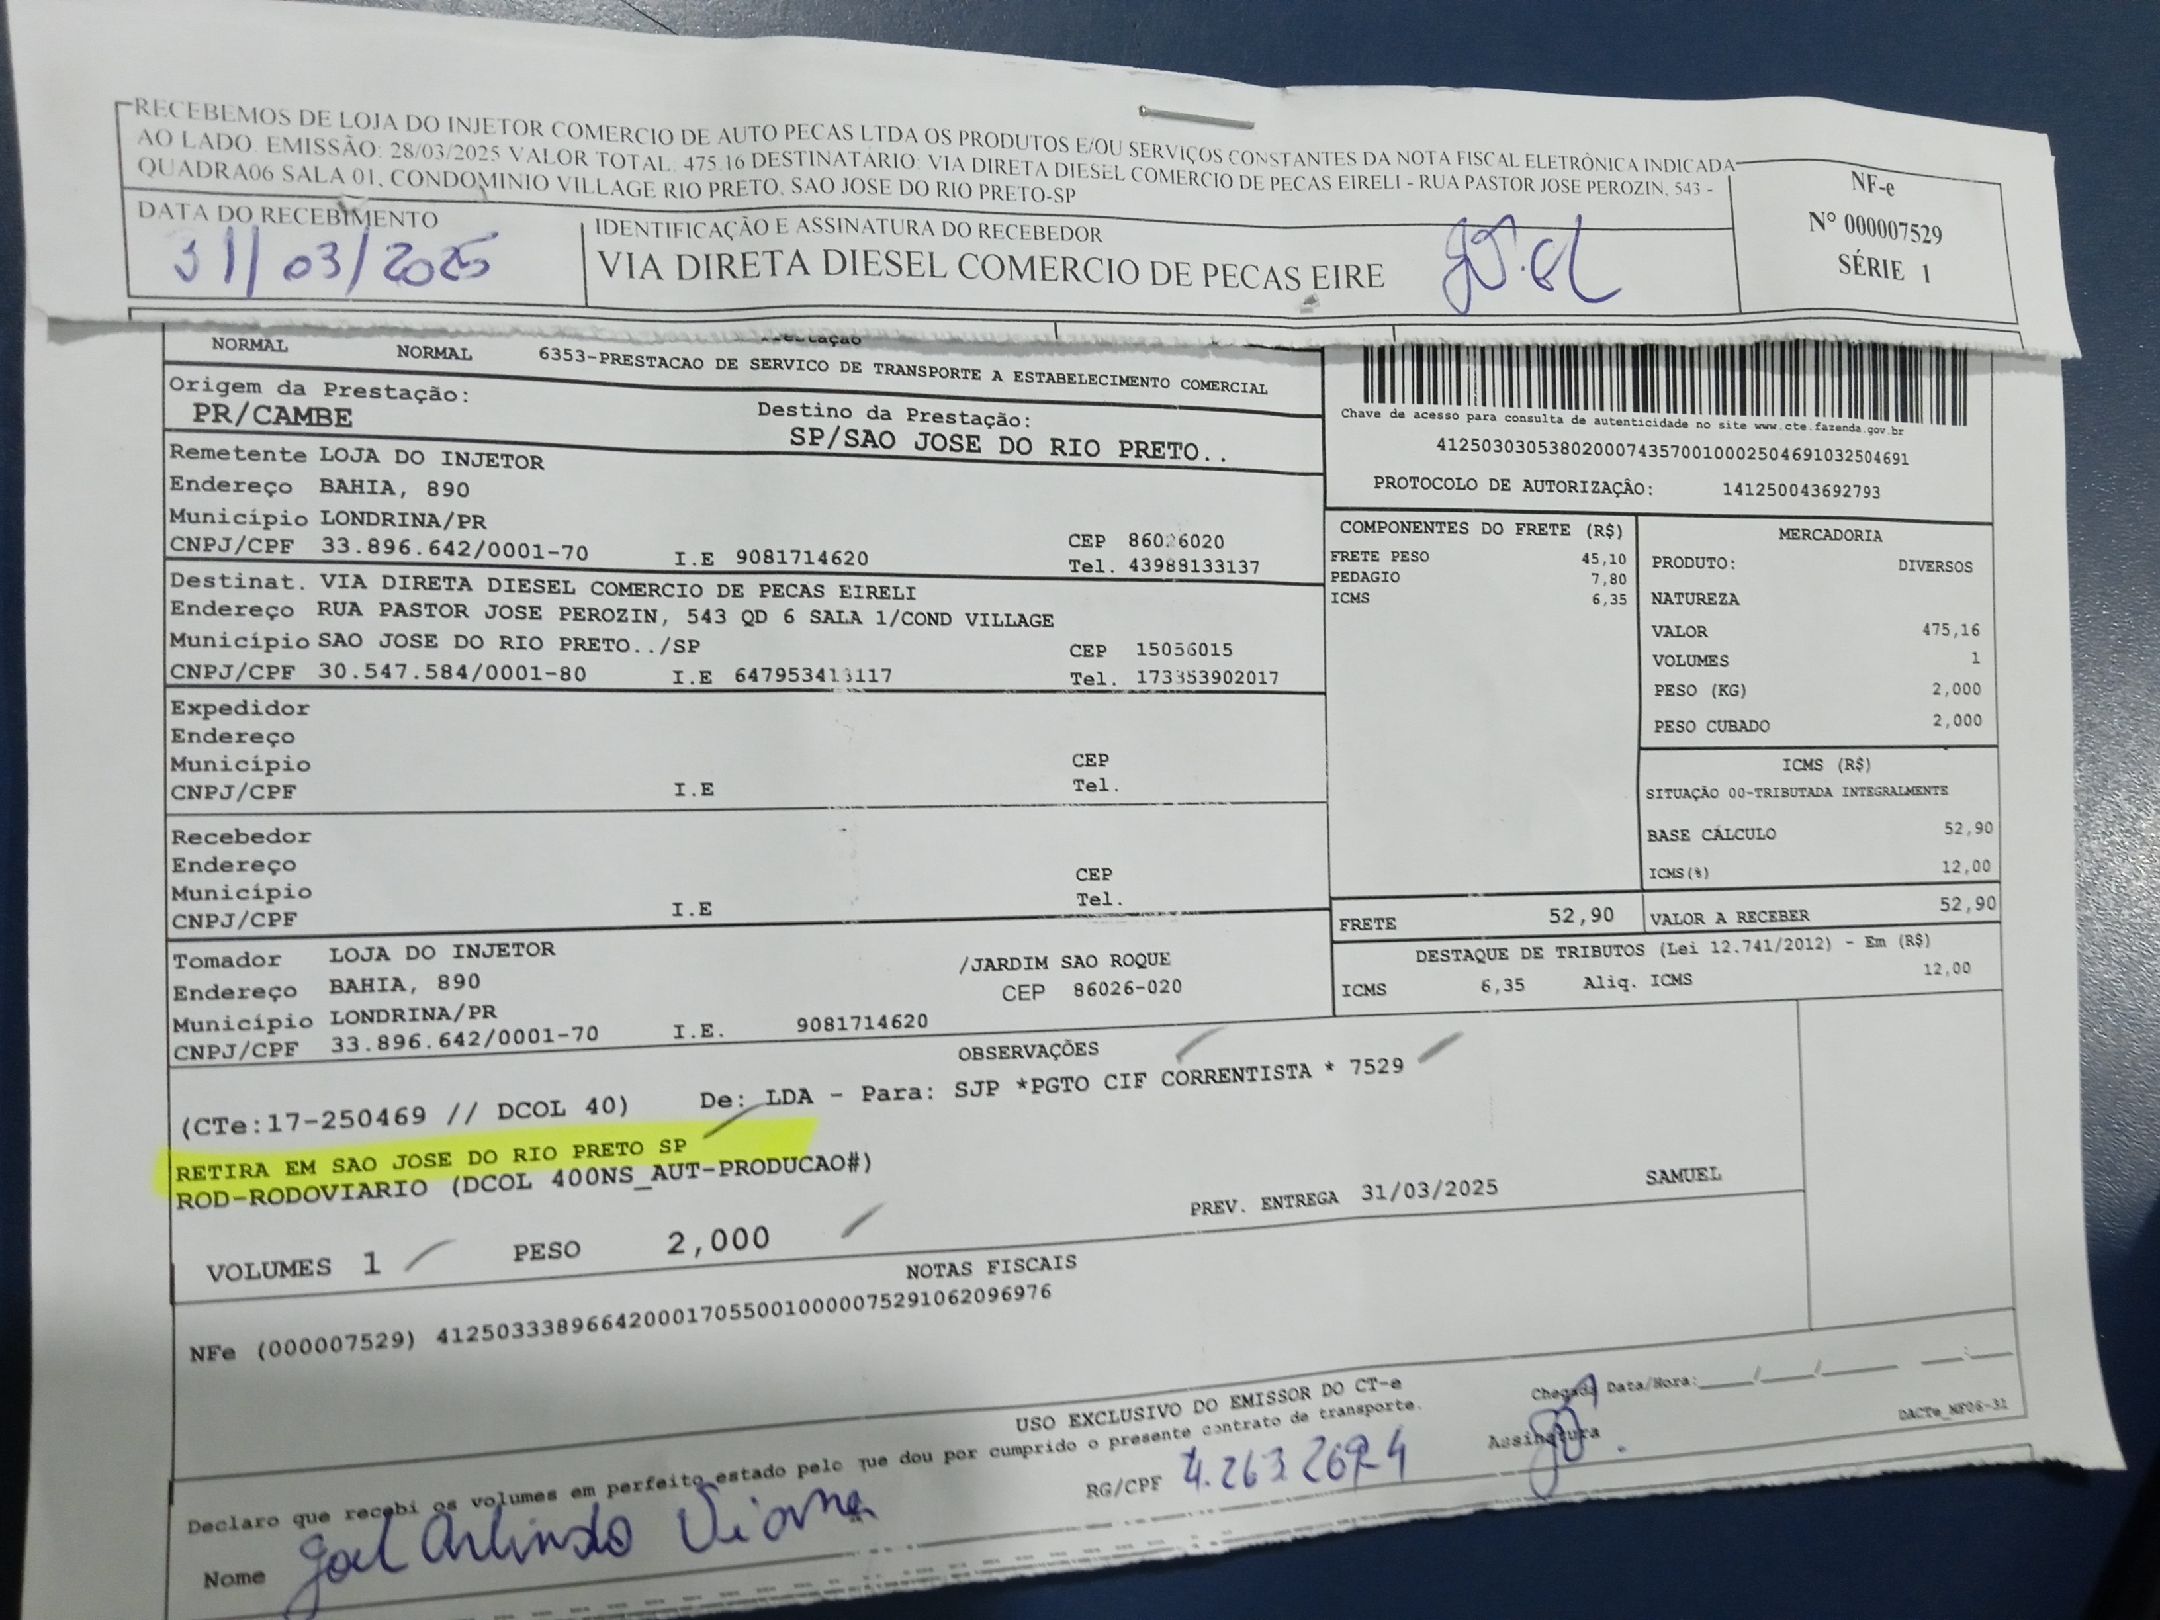 RECEBEMOS DE LOJA DO INJETOR COMERCIO DE AUTO PECAS LTDA OS PRODUTOS E/OU SERVIÇOS CONSTANTES DA NOTA FISCAL ELETRÔNICA INDICADA
AO LADO. EMISSÃO: 28/03/2025 VALOR TOTAL: 475.16 DESTINATÁRIO: VIA DIRETA DIESEL COMERCIO DE PECAS EIRELI - RUA PASTOR JOSE PEROZIN, 543 -
QUADRA06 SALA 01, CONDOMINIO VILLAGE RIO PRETO, SAO JOSE DO RIO PRETO-SP
NF-e
Nº 000007529
SÉRIE 1
DATA DO RECEBIMENTO
31/03/2025
IDENTIFICAÇÃO E ASSINATURA DO RECEBEDOR
VIA DIRETA DIESEL COMERCIO DE PECAS EIRE
NORMAL NORMAL 6353-PRESTACAO DE SERVICO DE TRANSPORTE A ESTABELECIMENTO COMERCIAL
Origem da Prestação:
PR/CAMBE
Destino da Prestação:
SP/SAO JOSE DO RIO PRETO..
Chave de acesso para consulta de autenticidade no site www.cte.fazenda.gov.br
41250303053802000743570010002504691032504691
PROTOCOLO DE AUTORIZAÇÃO: 141250043692793
Remetente LOJA DO INJETOR
Endereço BAHIA, 890
Município LONDRINA/PR CEP 86026020
CNPJ/CPF 33.896.642/0001-70 I.E 9081714620 Tel. 43988133137
Destinat. VIA DIRETA DIESEL COMERCIO DE PECAS EIRELI
Endereço RUA PASTOR JOSE PEROZIN, 543 QD 6 SALA 1/COND VILLAGE
Município SAO JOSE DO RIO PRETO../SP CEP 15056015
CNPJ/CPF 30.547.584/0001-80 I.E 647953413117 Tel. 173353902017
Expedidor
Endereço
Município CEP
CNPJ/CPF I.E Tel.
Recebedor
Endereço
Município CEP
CNPJ/CPF I.E Tel.
Tomador LOJA DO INJETOR
Endereço BAHIA, 890 /JARDIM SAO ROQUE
Município LONDRINA/PR CEP 86026-020
CNPJ/CPF 33.896.642/0001-70 I.E. 9081714620
COMPONENTES DO FRETE (R$)
FRETE PESO 45,10
PEDAGIO 7,80
ICMS 6,35
MERCADORIA
PRODUTO: DIVERSOS
NATUREZA
VALOR 475,16
VOLUMES 1
PESO (KG) 2,000
PESO CUBADO 2,000
ICMS (R$)
SITUAÇÃO 00-TRIBUTADA INTEGRALMENTE
BASE CÁLCULO 52,90
ICMS(%) 12,00
FRETE 52,90 VALOR A RECEBER 52,90
DESTAQUE DE TRIBUTOS (Lei 12.741/2012) - Em (R$)
ICMS 6,35 Aliq. ICMS 12,00
OBSERVAÇÕES
(CTe:17-250469 // DCOL 40) De: LDA - Para: SJP *PGTO CIF CORRENTISTA * 7529
RETIRA EM SAO JOSE DO RIO PRETO SP
ROD-RODOVIARIO (DCOL 400NS_AUT-PRODUCAO#)
VOLUMES 1 PESO 2,000 PREV. ENTREGA 31/03/2025 SAMUEL
NOTAS FISCAIS
NFe (000007529) 41250333896642000170550010000075291062096976
USO EXCLUSIVO DO EMISSOR DO CT-e
Declaro que recebi os volumes em perfeito estado pelo que dou por cumprido o presente contrato de transporte.
Chegada Data/Hora:____/____/____ ___:___
Nome Joel Arlindo Viana RG/CPF Assinatura
DACTe_NF06-31